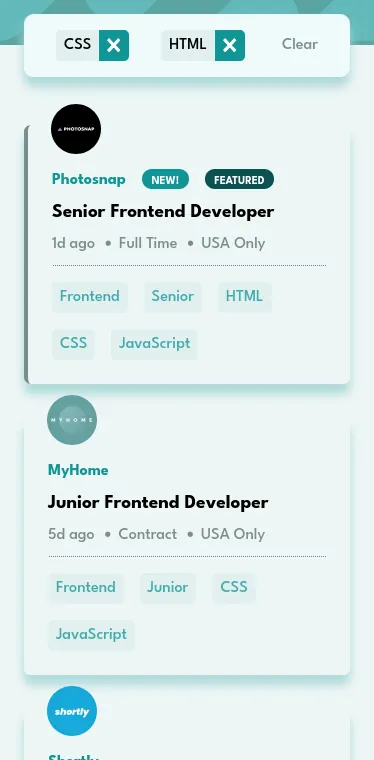 CSS HTML Clear
PHOTOSNAP
Photosnap NEW! FEATURED
Senior Frontend Developer
1d ago • Full Time • USA Only
Frontend Senior HTML
CSS JavaScript
MYHOME
MyHome
Junior Frontend Developer
5d ago • Contract • USA Only
Frontend Junior CSS
JavaScript
shortly
Shortly